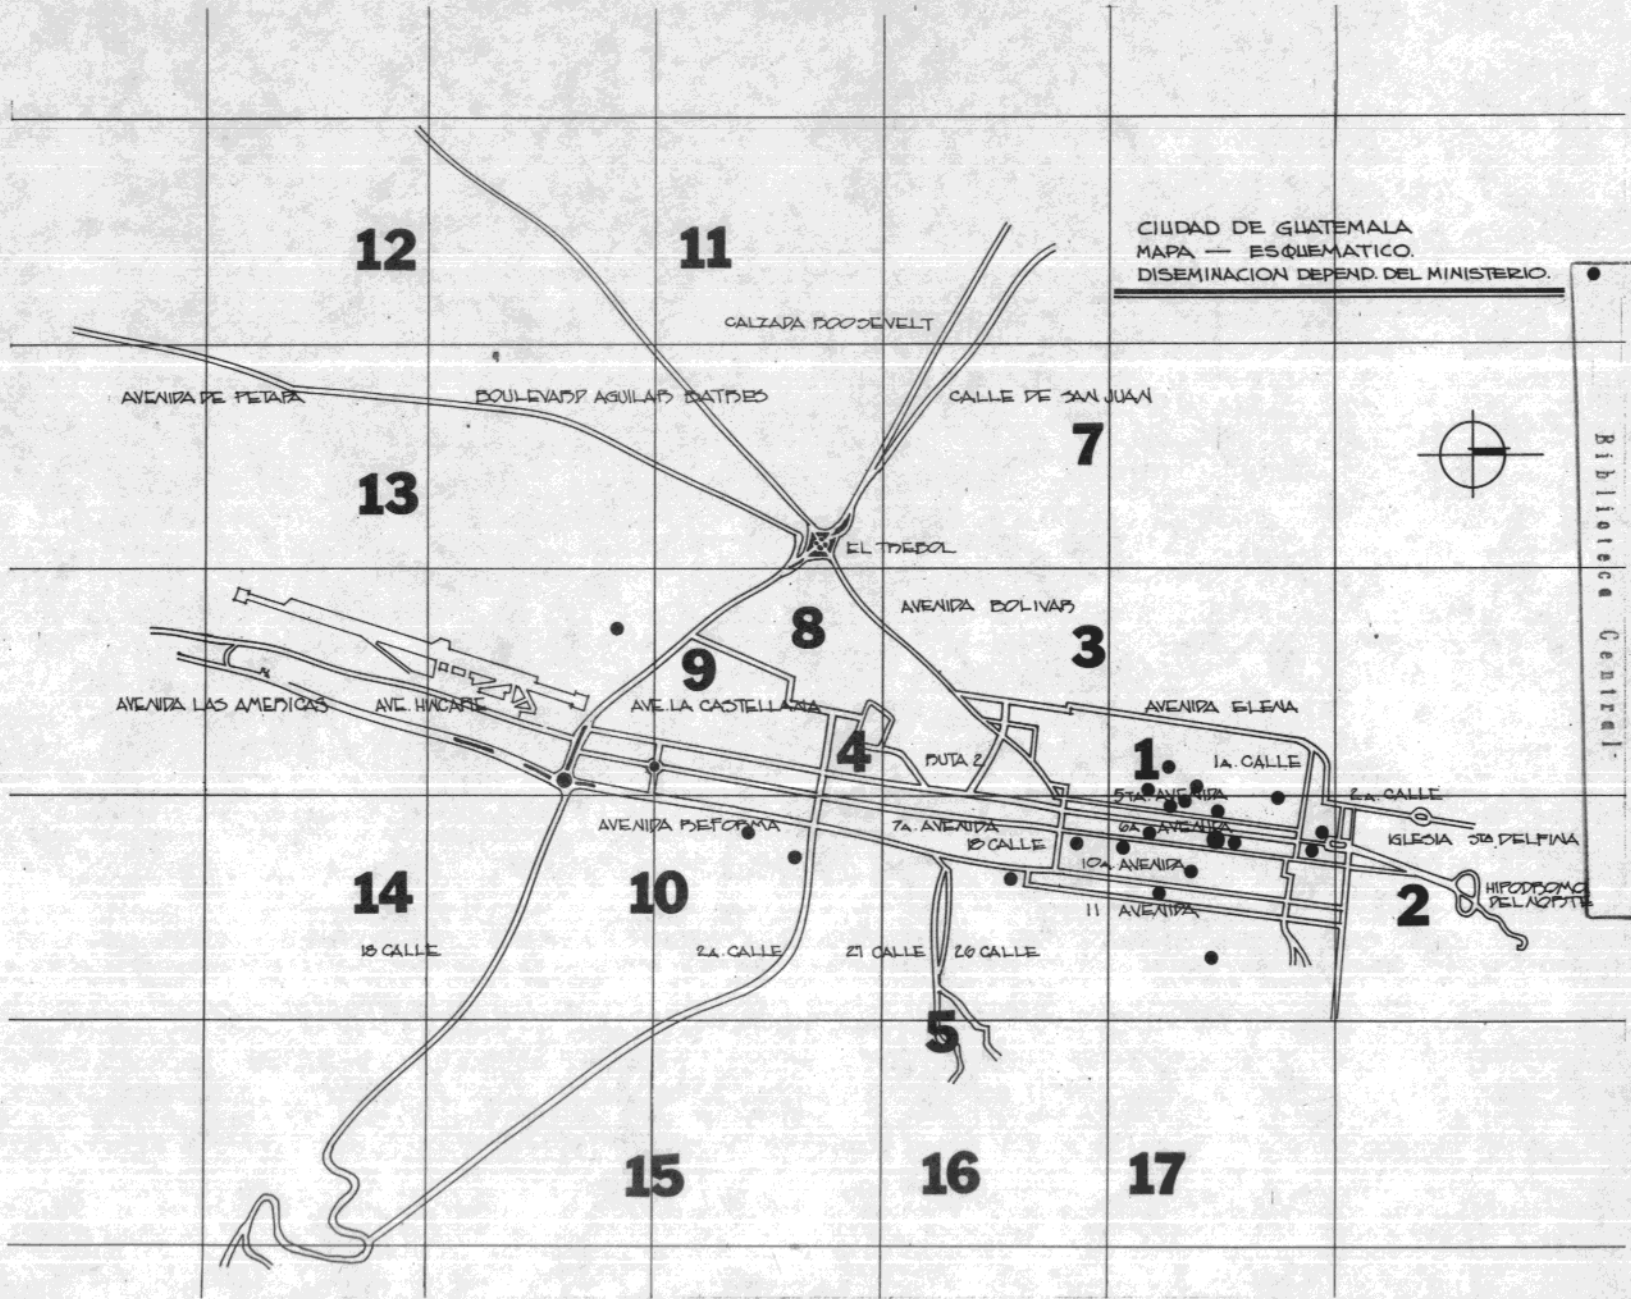 CIUDAD DE GUATEMALA
MAPA — ESQUEMATICO.
DISEMINACION DEPEND. DEL MINISTERIO.
12
11
CALZADA ROOSEVELT
AVENIDA DE PETAPA
BOULEVARD AGUILAR BATRES
CALLE DE SAN JUAN
7
13
EL TREBOL
AVENIDA BOLIVAR
8
3
9
AVENIDA LAS AMERICAS
AVE. HINCAPIE
AVE. LA CASTELLANA
AVENIDA ELENA
4
RUTA 2
1
1A. CALLE
5TA. AVENIDA
2A. CALLE
AVENIDA REFORMA
7A. AVENIDA
6A AVENIDA
18 CALLE
IGLESIA STA DELFINA
10A. AVENIDA
14
10
11 AVENIDA
2
HIPODROMO
DEL NORTE
18 CALLE
2A. CALLE
27 CALLE
26 CALLE
5
15
16
17
Biblioteca Central.